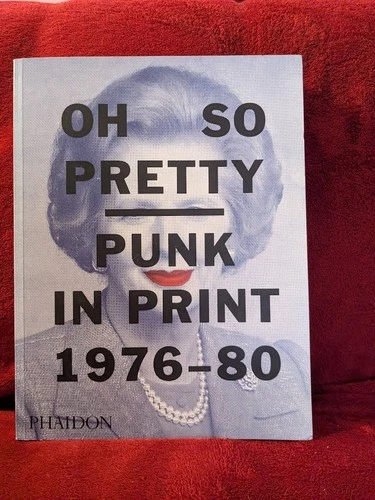 OH SO
PRETTY
PUNK
IN PRINT
1976–80
PHAIDON